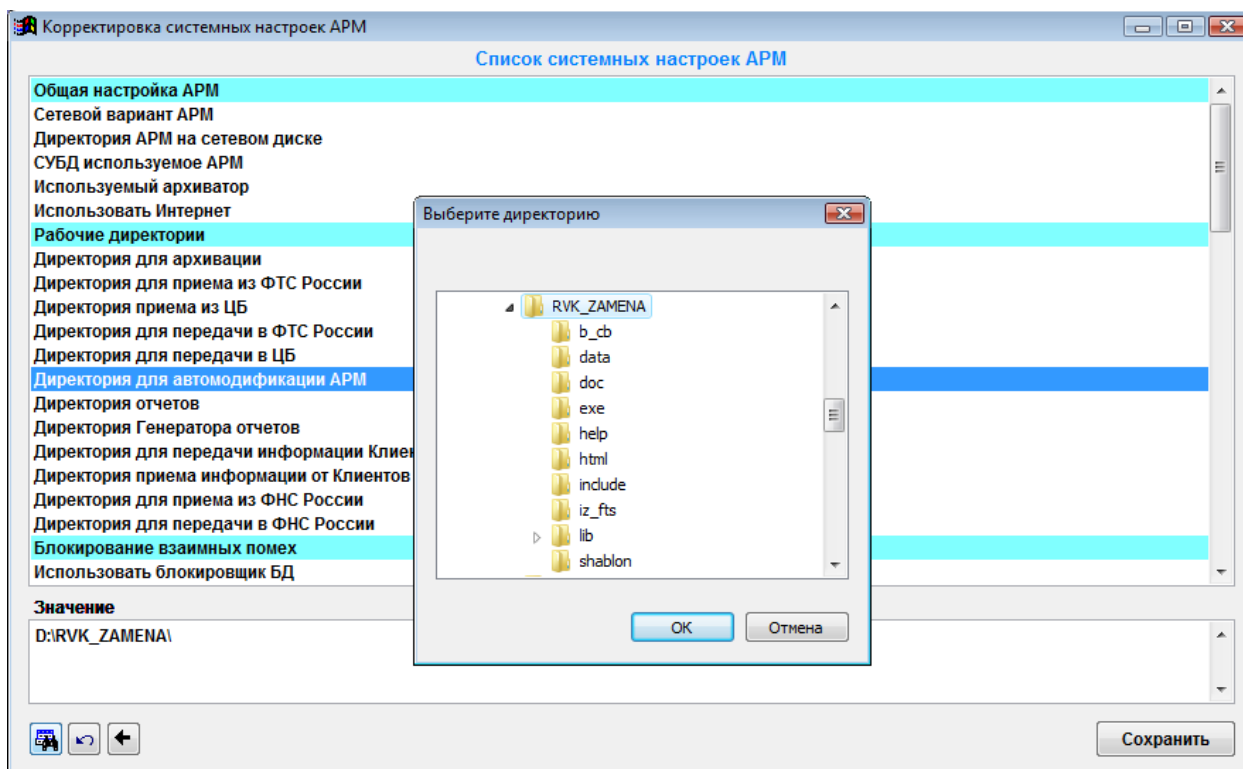 Корректировка системных настроек АРМ
Список системных настроек АРМ
Общая настройка АРМ
Сетевой вариант АРМ
Директория АРМ на сетевом диске
СУБД используемое АРМ
Используемый архиватор
Использовать Интернет
Рабочие директории
Директория для архивации
Директория для приема из ФТС России
Директория приема из ЦБ
Директория для передачи в ФТС России
Директория для передачи в ЦБ
Директория для автомодификации АРМ
Директория отчетов
Директория Генератора отчетов
Директория для передачи информации Клиен
Директория приема информации от Клиентов
Директория для приема из ФНС России
Директория для передачи в ФНС России
Блокирование взаимных помех
Использовать блокировщик БД
Выберите директорию
RVK_ZAMENA
b_cb
data
doc
exe
help
html
include
iz_fts
lib
shablon
ОК
Отмена
Значение
D:\RVK_ZAMENA\
Сохранить